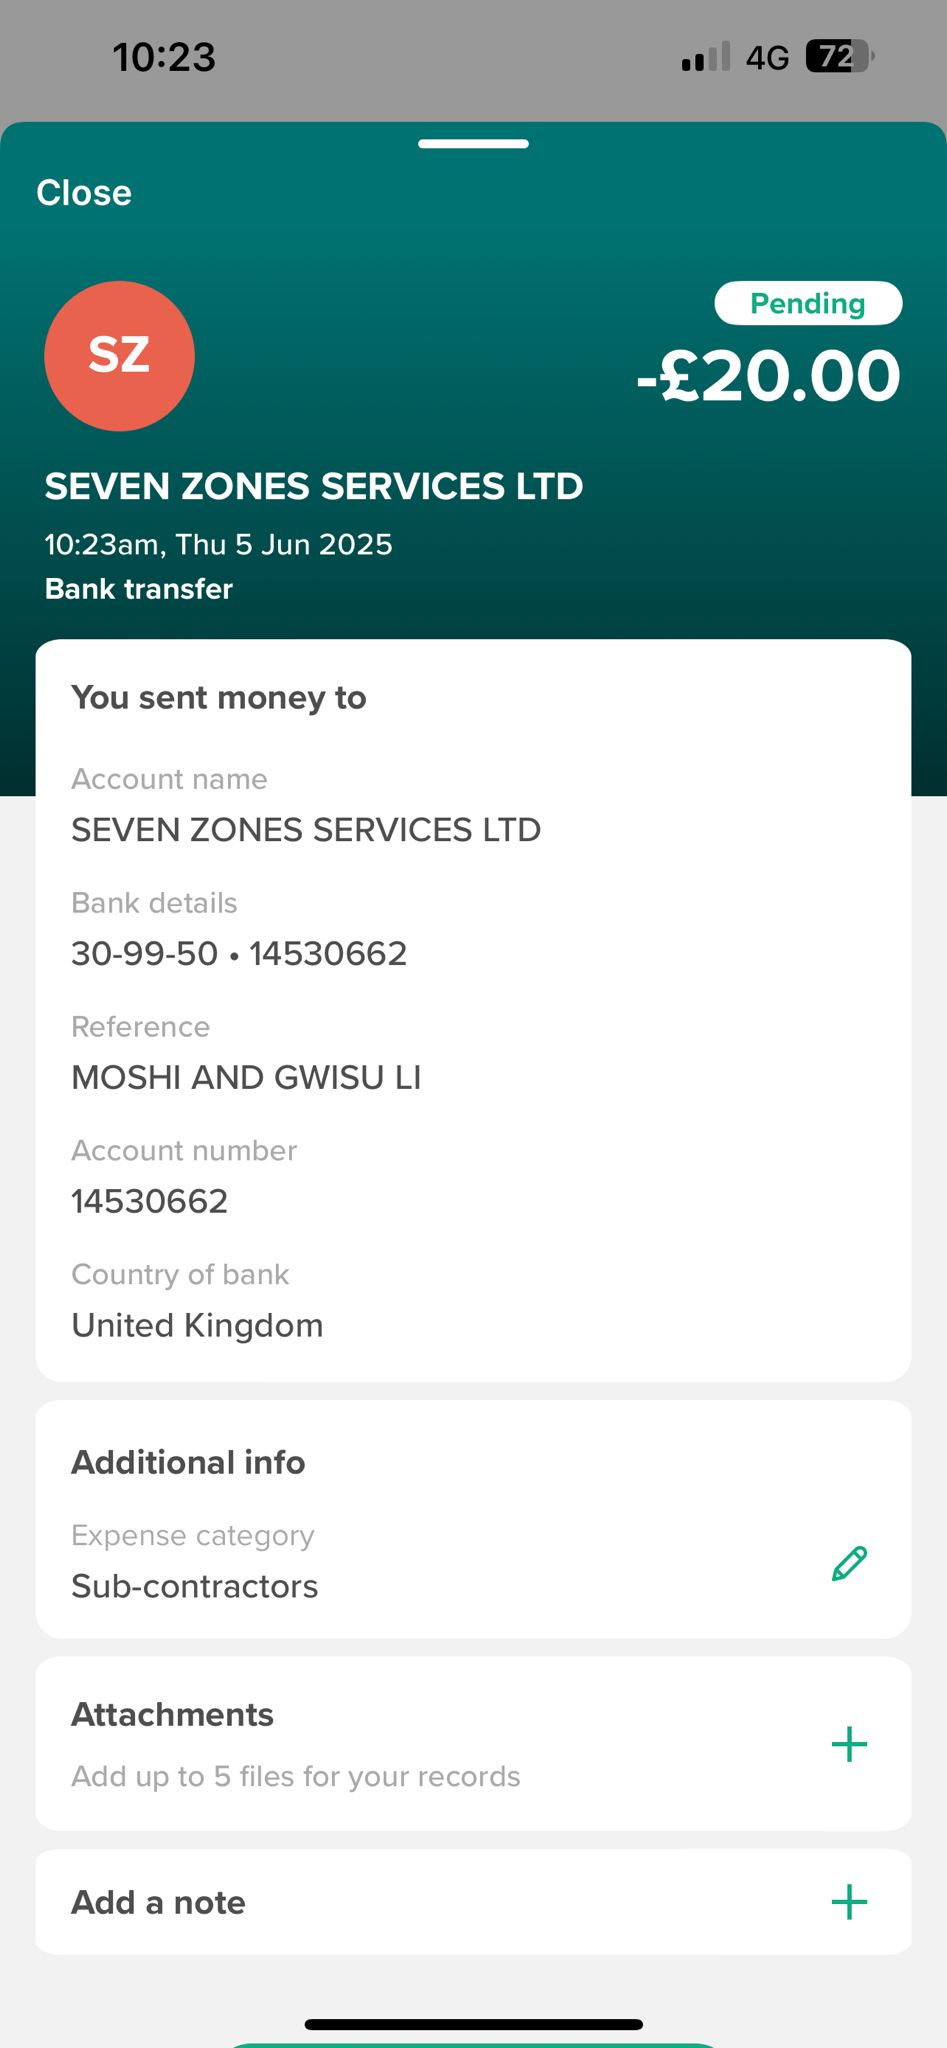 10:23
4G 72
Close
SZ
Pending
-£20.00
SEVEN ZONES SERVICES LTD
10:23am, Thu 5 Jun 2025
Bank transfer
You sent money to
Account name
SEVEN ZONES SERVICES LTD
Bank details
30-99-50 • 14530662
Reference
MOSHI AND GWISU LI
Account number
14530662
Country of bank
United Kingdom
Additional info
Expense category
Sub-contractors
Attachments
Add up to 5 files for your records
Add a note